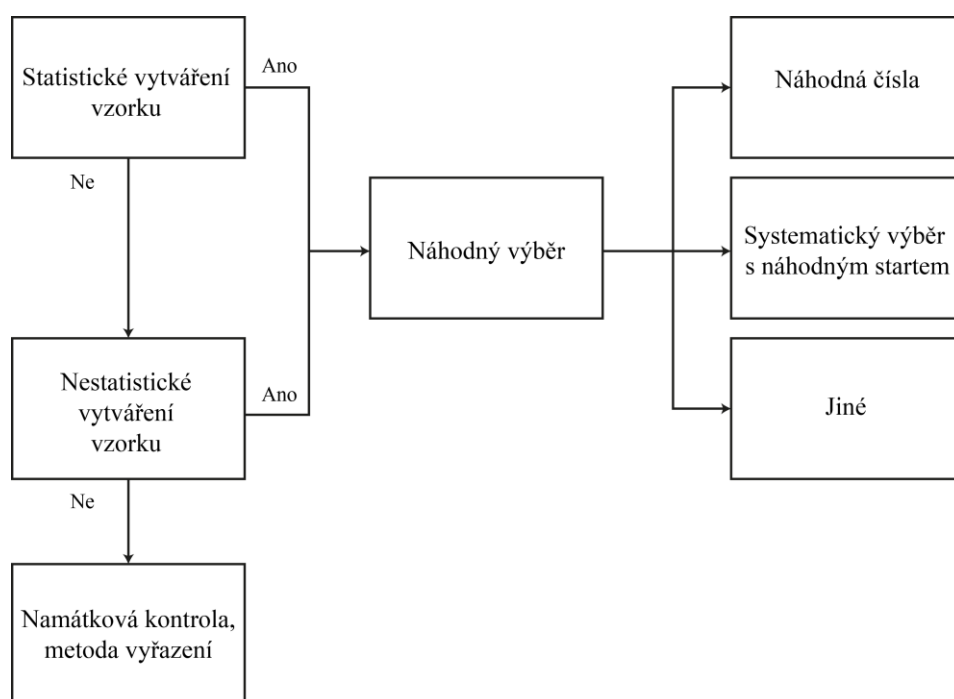 Statistické vytváření
vzorku
Ano
Náhodná čísla
Ne
Náhodný výběr
Systematický výběr
s náhodným startem
Nestatistické
vytváření
vzorku
Ano
Jiné
Ne
Namátková kontrola,
metoda vyřazení